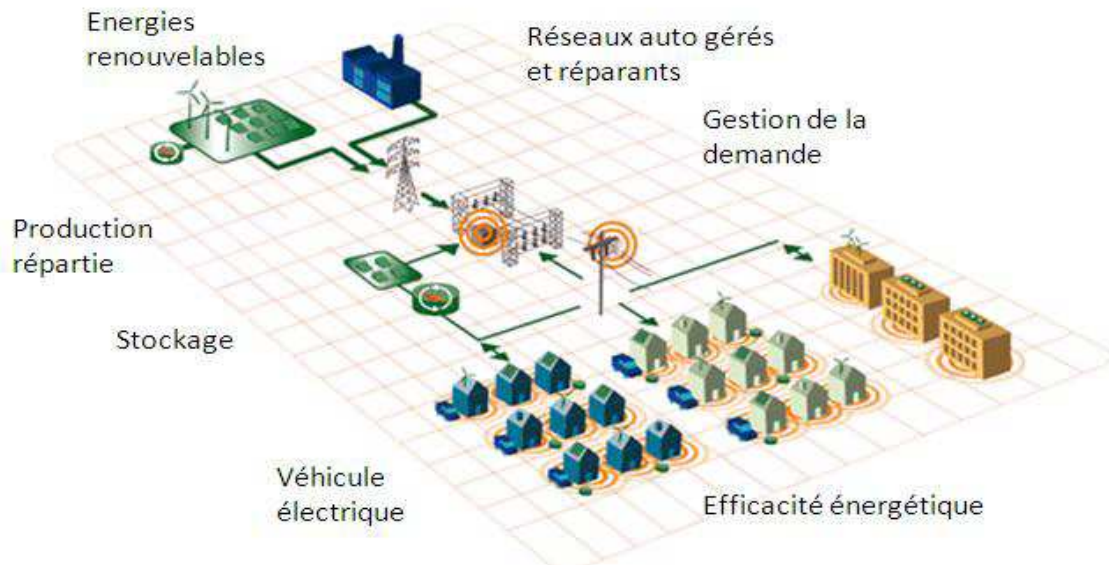 Energies
renouvelables
Réseaux auto gérés
et réparants
Gestion de la
demande
Production
répartie
Stockage
Véhicule
électrique
Efficacité énergétique